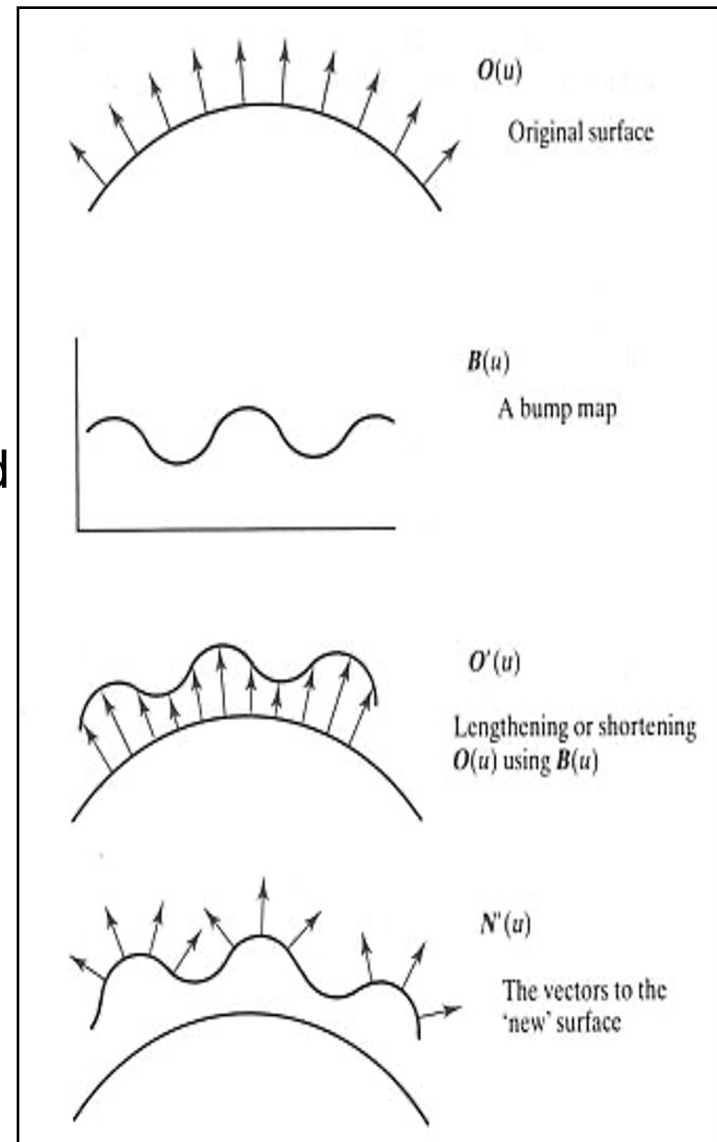 O(u)
Original surface
B(u)
A bump map
d
O'(u)
Lengthening or shortening
O(u) using B(u)
N'(u)
The vectors to the
'new' surface